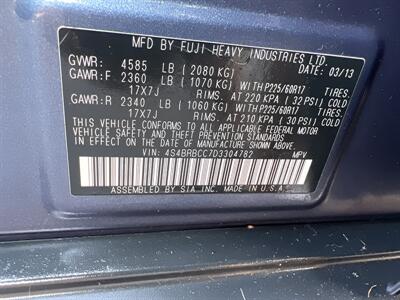 MFD BY FUJI HEAVY INDUSTRIES LTD.
GVWR: 4585 LB (2080 KG) DATE: 03/13
GAWR:F 2360 LB (1070 KG) WITH P225/60R17 TIRES,
17X7J RIMS. AT 220 KPA (32 PSI) COLD
GAWR:R 2340 LB (1060 KG) WITH P225/60R17 TIRES,
17X7J RIMS. AT 210 KPA (30 PSI) COLD
THIS VEHICLE CONFORMS TO ALL APPLICABLE FEDERAL MOTOR
VEHICLE SAFETY, BUMPER, AND THEFT PREVENTION STANDARDS
IN EFFECT ON THE DATE OF MANUFACTURE SHOWN ABOVE.
VIN: 4S4BRBCC7D3304782 MPV
ASSEMBLED BY SIA INC. MADE IN U.S.A.